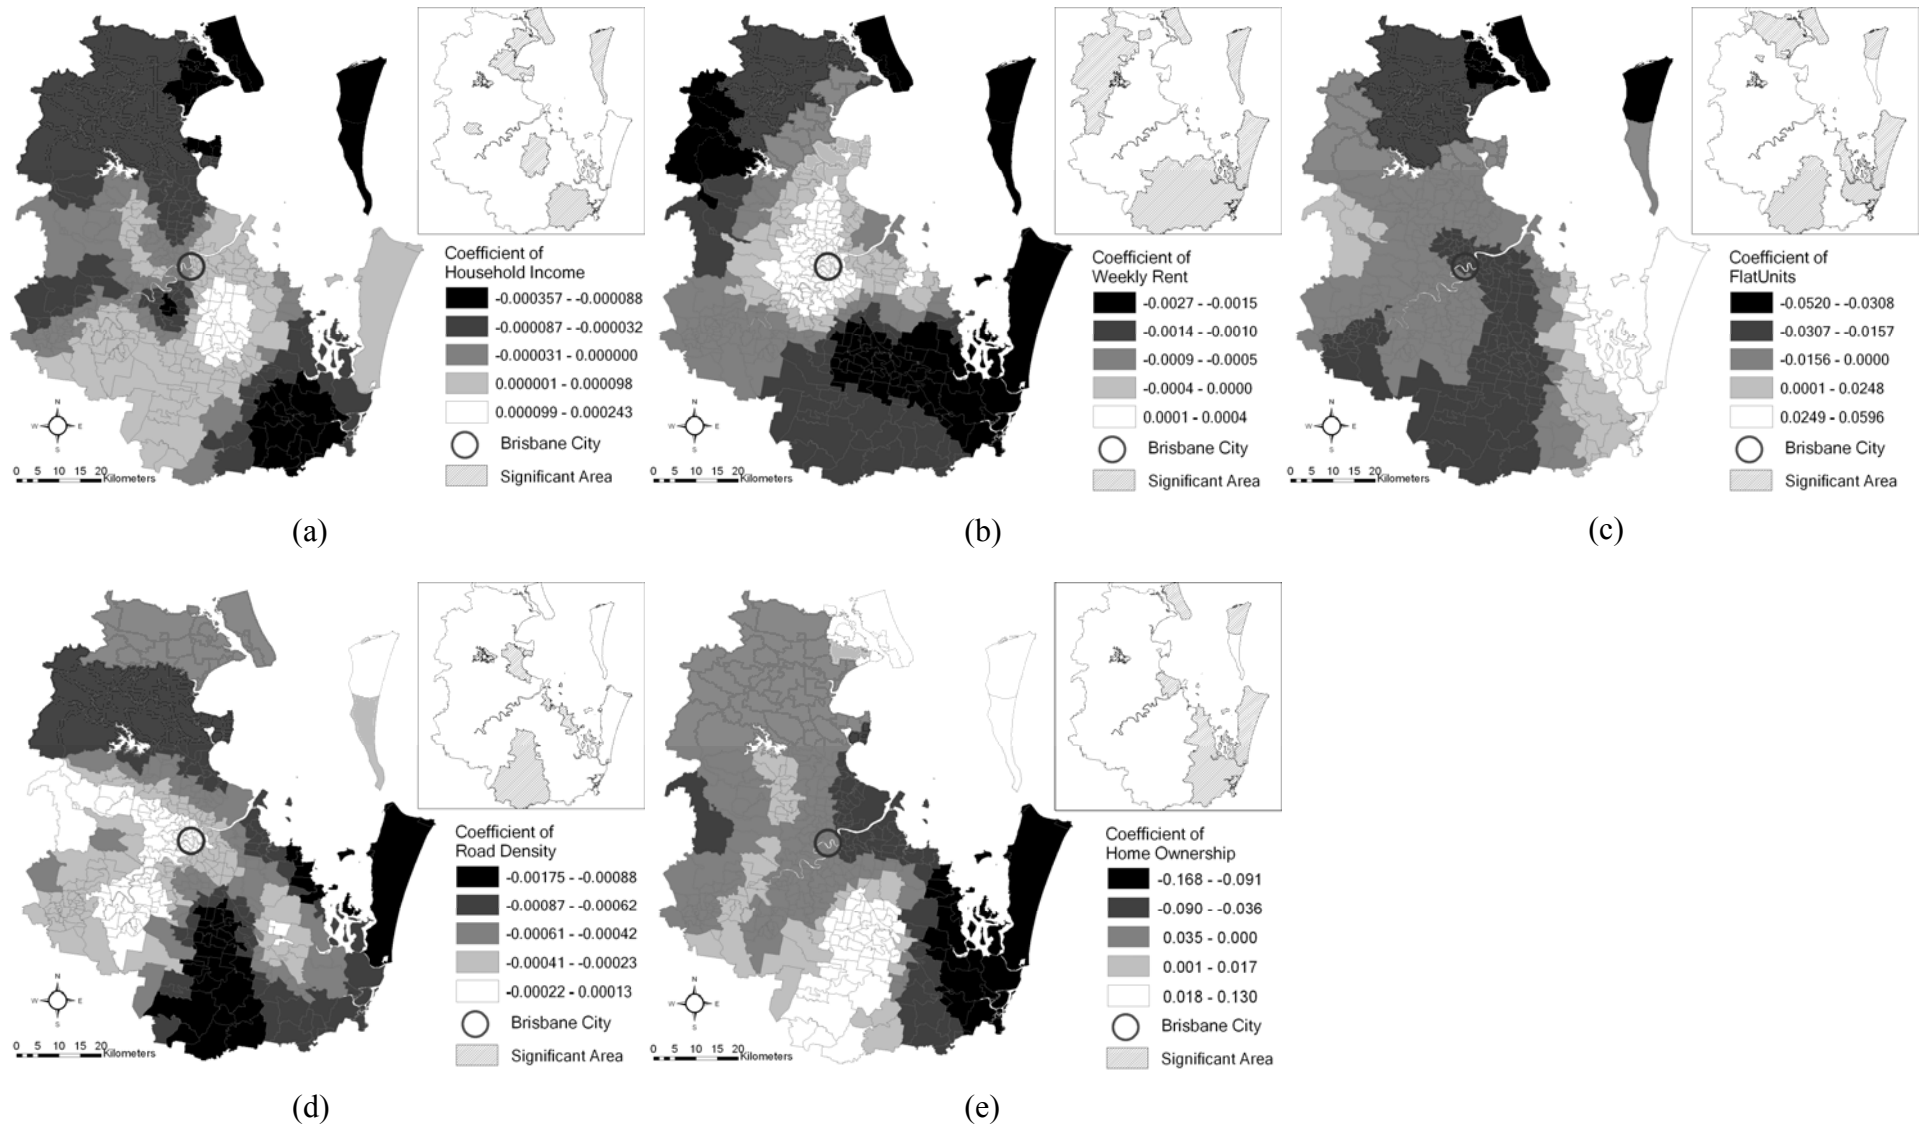 Coefficient of
Household Income
-0.000357 - -0.000088
-0.000087 - -0.000032
-0.000031 - 0.000000
0.000001 - 0.000098
0.000099 - 0.000243
Brisbane City
Significant Area
N
W E
S
0 5 10 15 20
Kilometers
(a)
Coefficient of
Weekly Rent
-0.0027 - -0.0015
-0.0014 - -0.0010
-0.0009 - -0.0005
-0.0004 - 0.0000
0.0001 - 0.0004
Brisbane City
Significant Area
N
W E
S
0 5 10 15 20
Kilometers
(b)
Coefficient of
FlatUnits
-0.0520 - -0.0308
-0.0307 - -0.0157
-0.0156 - 0.0000
0.0001 - 0.0248
0.0249 - 0.0596
Brisbane City
Significant Area
N
W E
S
0 5 10 15 20
Kilometers
(c)
Coefficient of
Road Density
-0.00175 - -0.00088
-0.00087 - -0.00062
-0.00061 - -0.00042
-0.00041 - -0.00023
-0.00022 - 0.00013
Brisbane City
Significant Area
N
W E
S
0 5 10 15 20
Kilometers
(d)
Coefficient of
Home Ownership
-0.168 - -0.091
-0.090 - -0.036
0.035 - 0.000
0.001 - 0.017
0.018 - 0.130
Brisbane City
Significant Area
N
W E
S
0 5 10 15 20
Kilometers
(e)